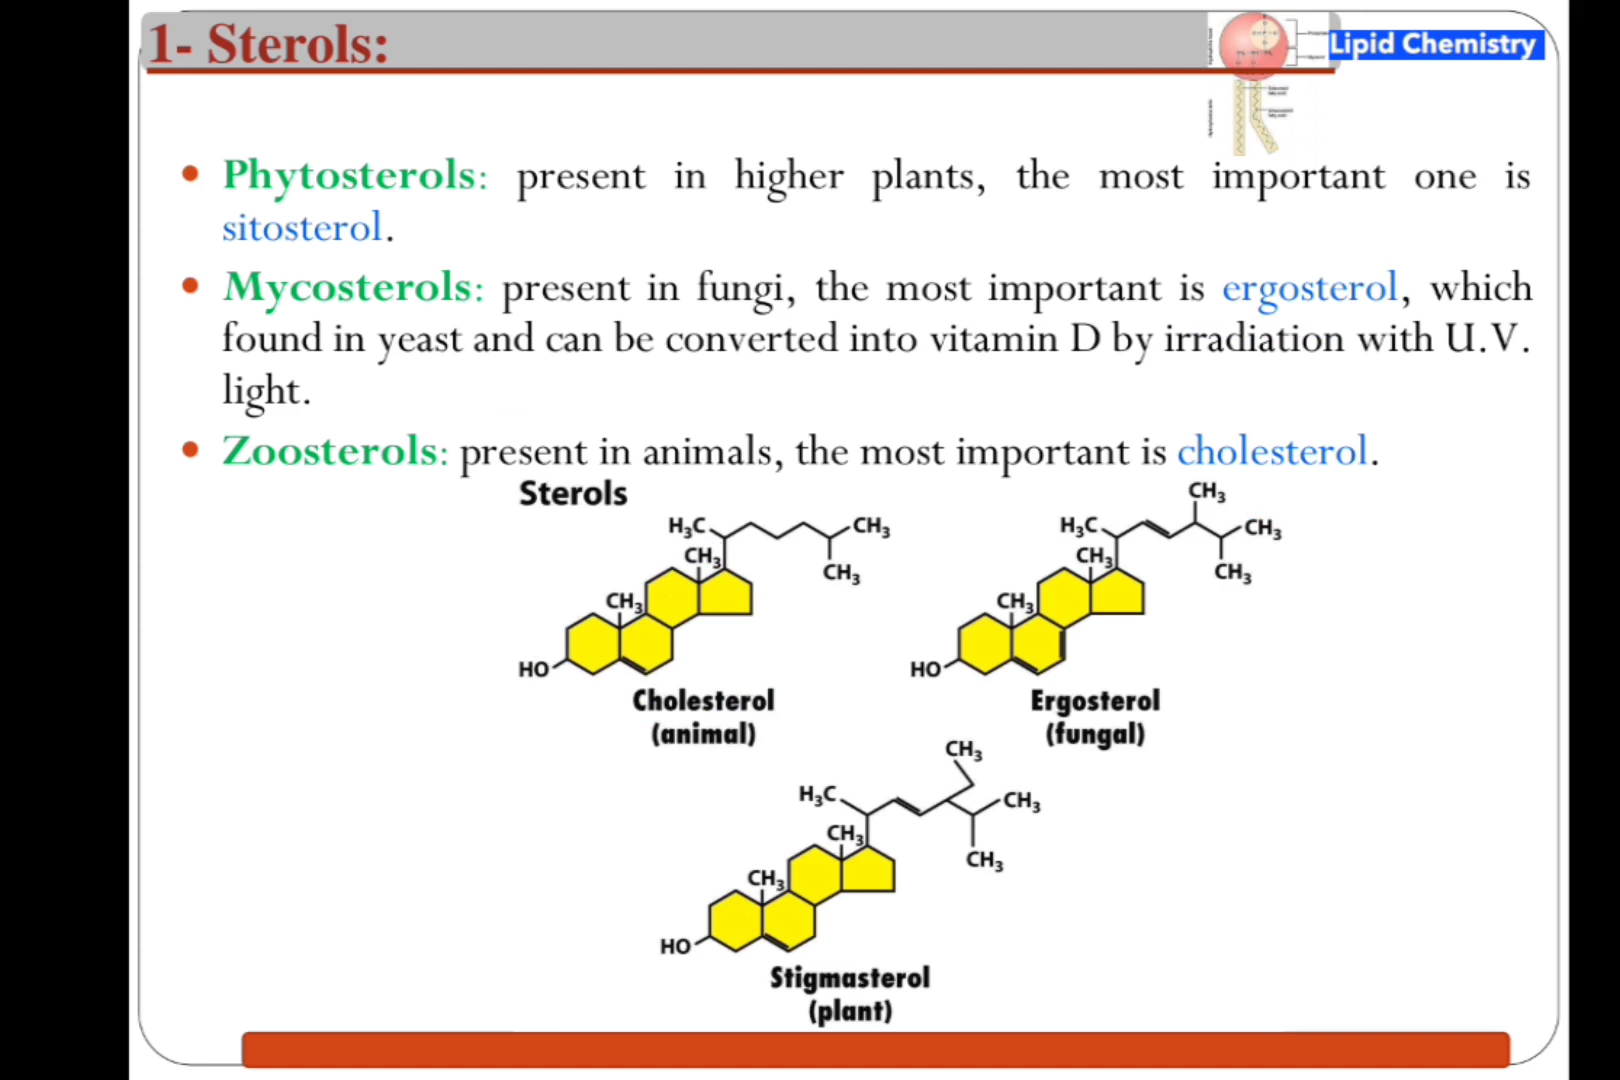 1- Sterols:
Lipid Chemistry
• Phytosterols: present in higher plants, the most important one is
sitosterol.
• Mycosterols: present in fungi, the most important is ergosterol, which
found in yeast and can be converted into vitamin D by irradiation with U.V.
light.
• Zoosterols: present in animals, the most important is cholesterol.
Sterols
H₃C
CH₃
CH₃
CH₃
CH₃
HO
Cholesterol
(animal)
CH₃
H₃C
CH₃
CH₃
CH₃
CH₃
HO
Ergosterol
(fungal)
CH₃
H₃C
CH₃
CH₃
CH₃
CH₃
HO
Stigmasterol
(plant)